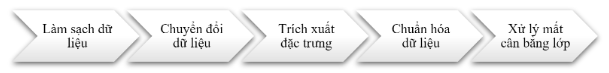 Làm sạch dữ
liệu
Chuyển đổi
dữ liệu
Trích xuất
đặc trưng
Chuẩn hóa
dữ liệu
Xử lý mất
cân bằng lớp